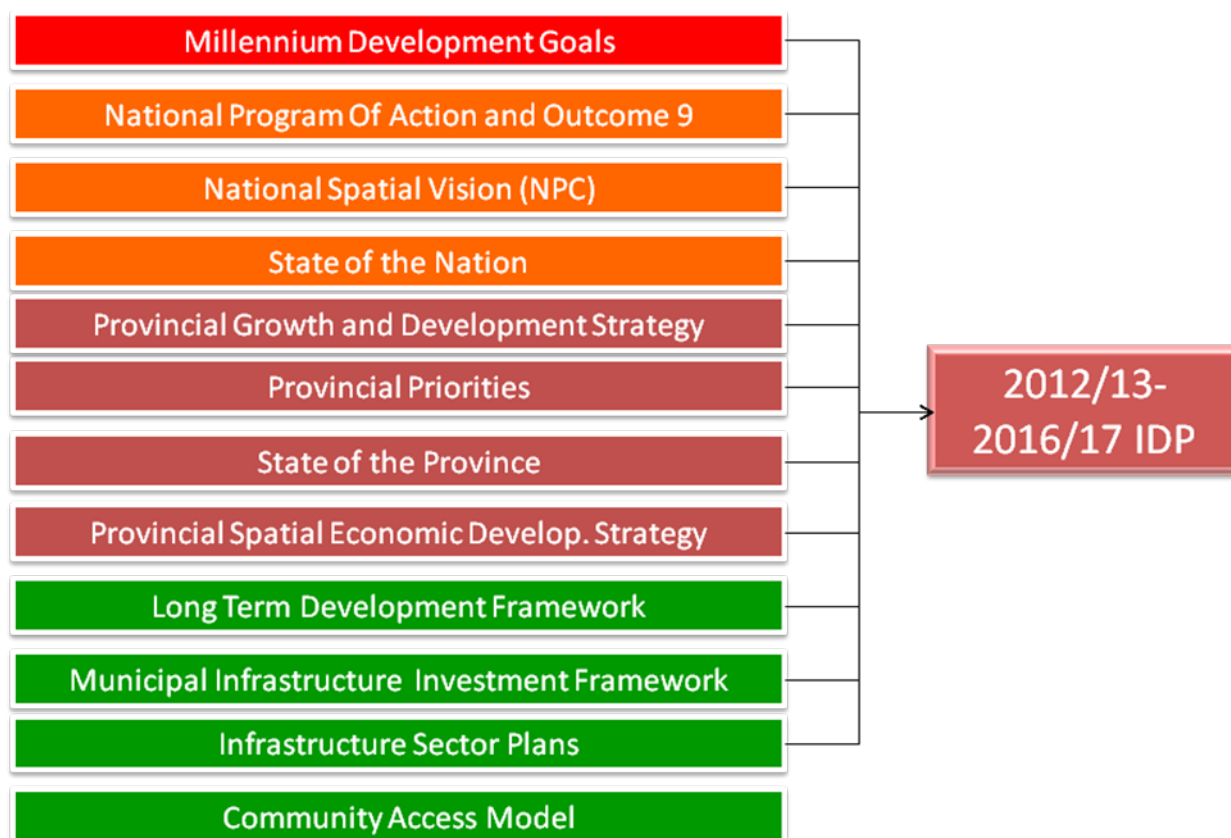 Millennium Development Goals
National Program Of Action and Outcome 9
National Spatial Vision (NPC)
State of the Nation
Provincial Growth and Development Strategy
Provincial Priorities
State of the Province
Provincial Spatial Economic Develop. Strategy
Long Term Development Framework
Municipal Infrastructure Investment Framework
Infrastructure Sector Plans
Community Access Model
2012/13-
2016/17 IDP